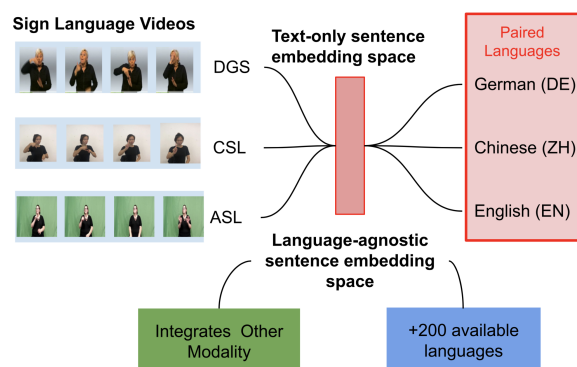 Sign Language Videos
Text-only sentence
embedding space
Paired
Languages
DGS
German (DE)
CSL
Chinese (ZH)
ASL
English (EN)
Language-agnostic
sentence embedding
space
Integrates Other
Modality
+200 available
languages